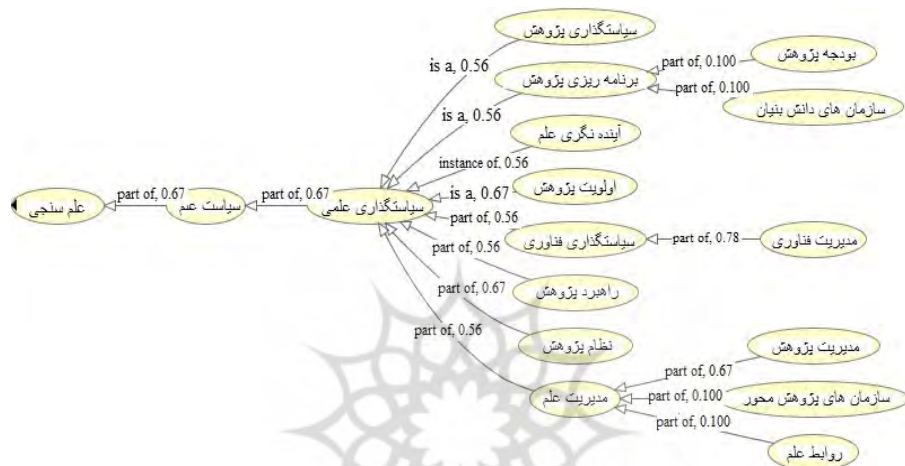 سیاستگذاری پژوهش
is a, 0.56
برنامه ریزی پژوهش
part of, 0.100
بودجه پژوهش
part of, 0.100
سازمان های دانش بنیان
is a, 0.56
آینده نگری علم
instance of, 0.56
اولویت پژوهش
is a, 0.67
علم سنجی
part of, 0.67
سیاست علم
part of, 0.67
سیاستگذاری علمی
part of, 0.56
سیاستگذاری فناوری
part of, 0.78
مدیریت فناوری
part of, 0.56
راهبرد پژوهش
part of, 0.67
نظام پژوهش
part of, 0.56
مدیریت علم
مدیریت پژوهش
part of, 0.67
سازمان های پژوهش محور
part of, 0.100
part of, 0.100
روابط علم